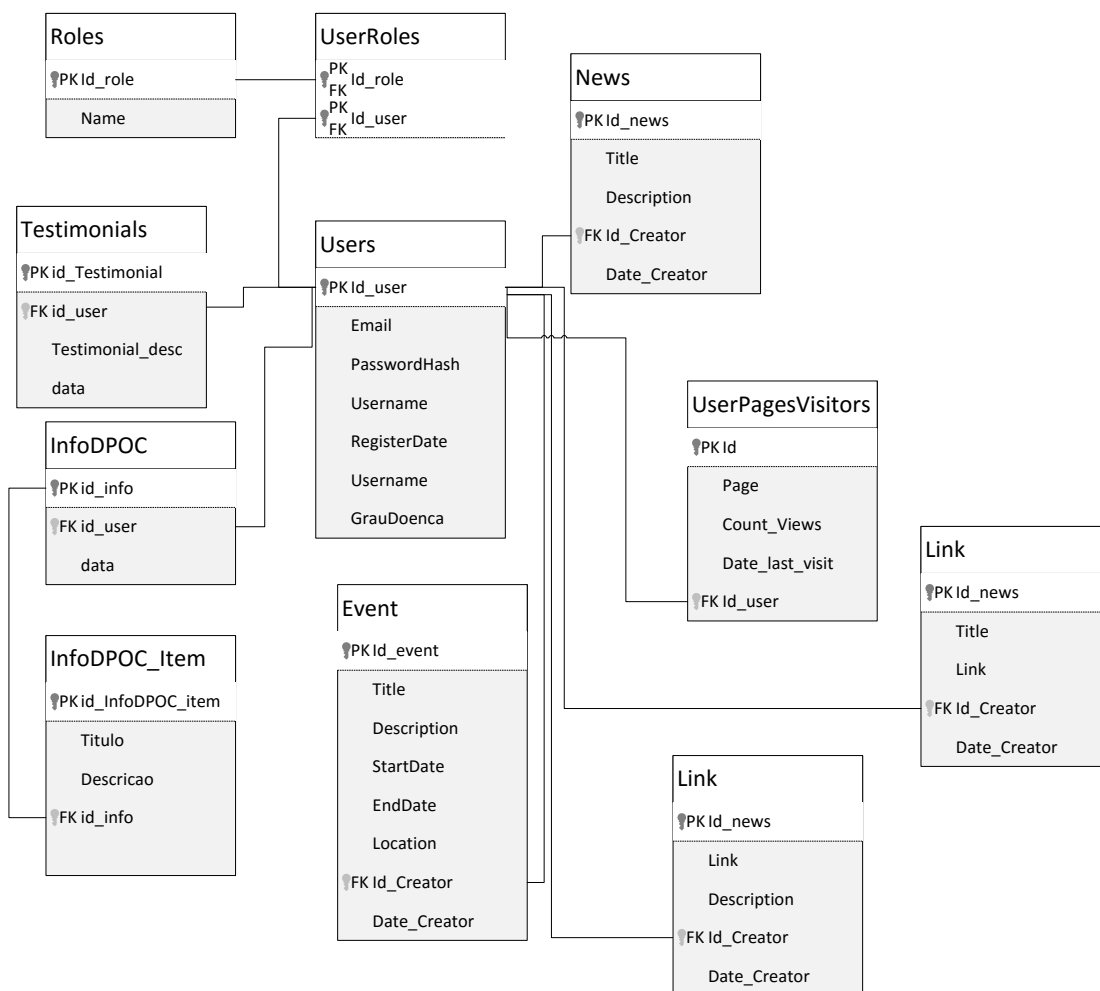 Roles
PK Id_role
Name
UserRoles
PK
FK Id_role
PK
FK Id_user
News
PK Id_news
Title
Description
FK Id_Creator
Date_Creator
Testimonials
PK id_Testimonial
FK id_user
Testimonial_desc
data
Users
PK Id_user
Email
PasswordHash
Username
RegisterDate
Username
GrauDoenca
UserPagesVisitors
PK Id
Page
Count_Views
Date_last_visit
FK Id_user
InfoDPOC
PK id_info
FK id_user
data
Link
PK Id_news
Title
Link
FK Id_Creator
Date_Creator
Event
PK Id_event
Title
Description
StartDate
EndDate
Location
FK Id_Creator
Date_Creator
InfoDPOC_Item
PK id_InfoDPOC_item
Titulo
Descricao
FK id_info
Link
PK Id_news
Link
Description
FK Id_Creator
Date_Creator